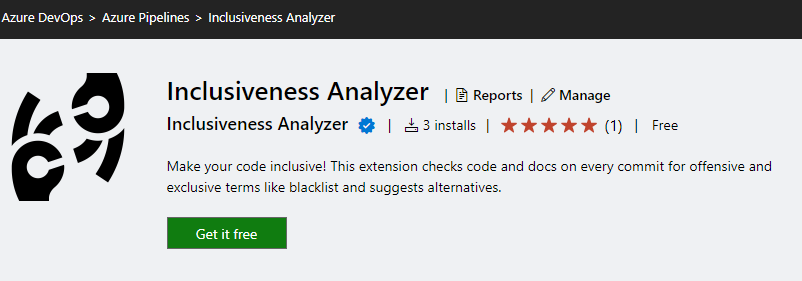 Azure DevOps > Azure Pipelines > Inclusiveness Analyzer
Inclusiveness Analyzer | Reports | Manage
Inclusiveness Analyzer | 3 installs | (1) | Free
Make your code inclusive! This extension checks code and docs on every commit for offensive and
exclusive terms like blacklist and suggests alternatives.
Get it free